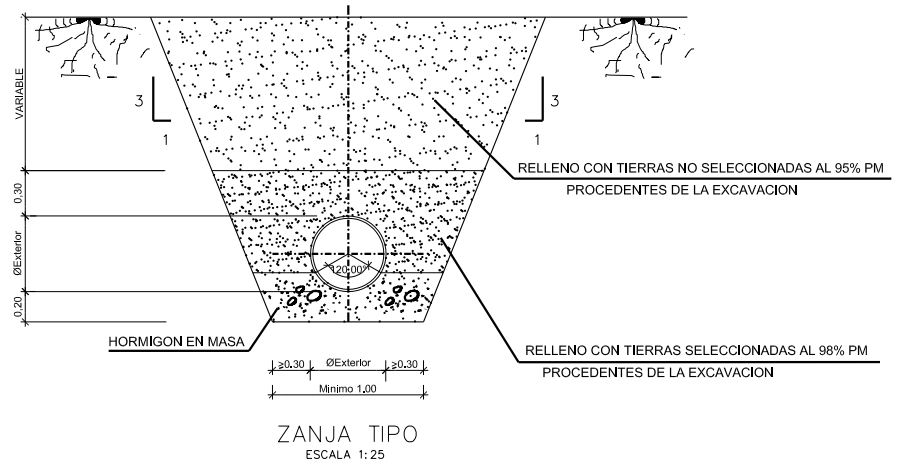 VARIABLE
3
1
3
1
RELLENO CON TIERRAS NO SELECCIONADAS AL 95% PM
PROCEDENTES DE LA EXCAVACION
0.30
ØExterior
120.00°
0.20
HORMIGON EN MASA
RELLENO CON TIERRAS SELECCIONADAS AL 98% PM
PROCEDENTES DE LA EXCAVACION
≥0.30
ØExterior
≥0.30
Minimo 1.00
ZANJA TIPO
ESCALA 1:25